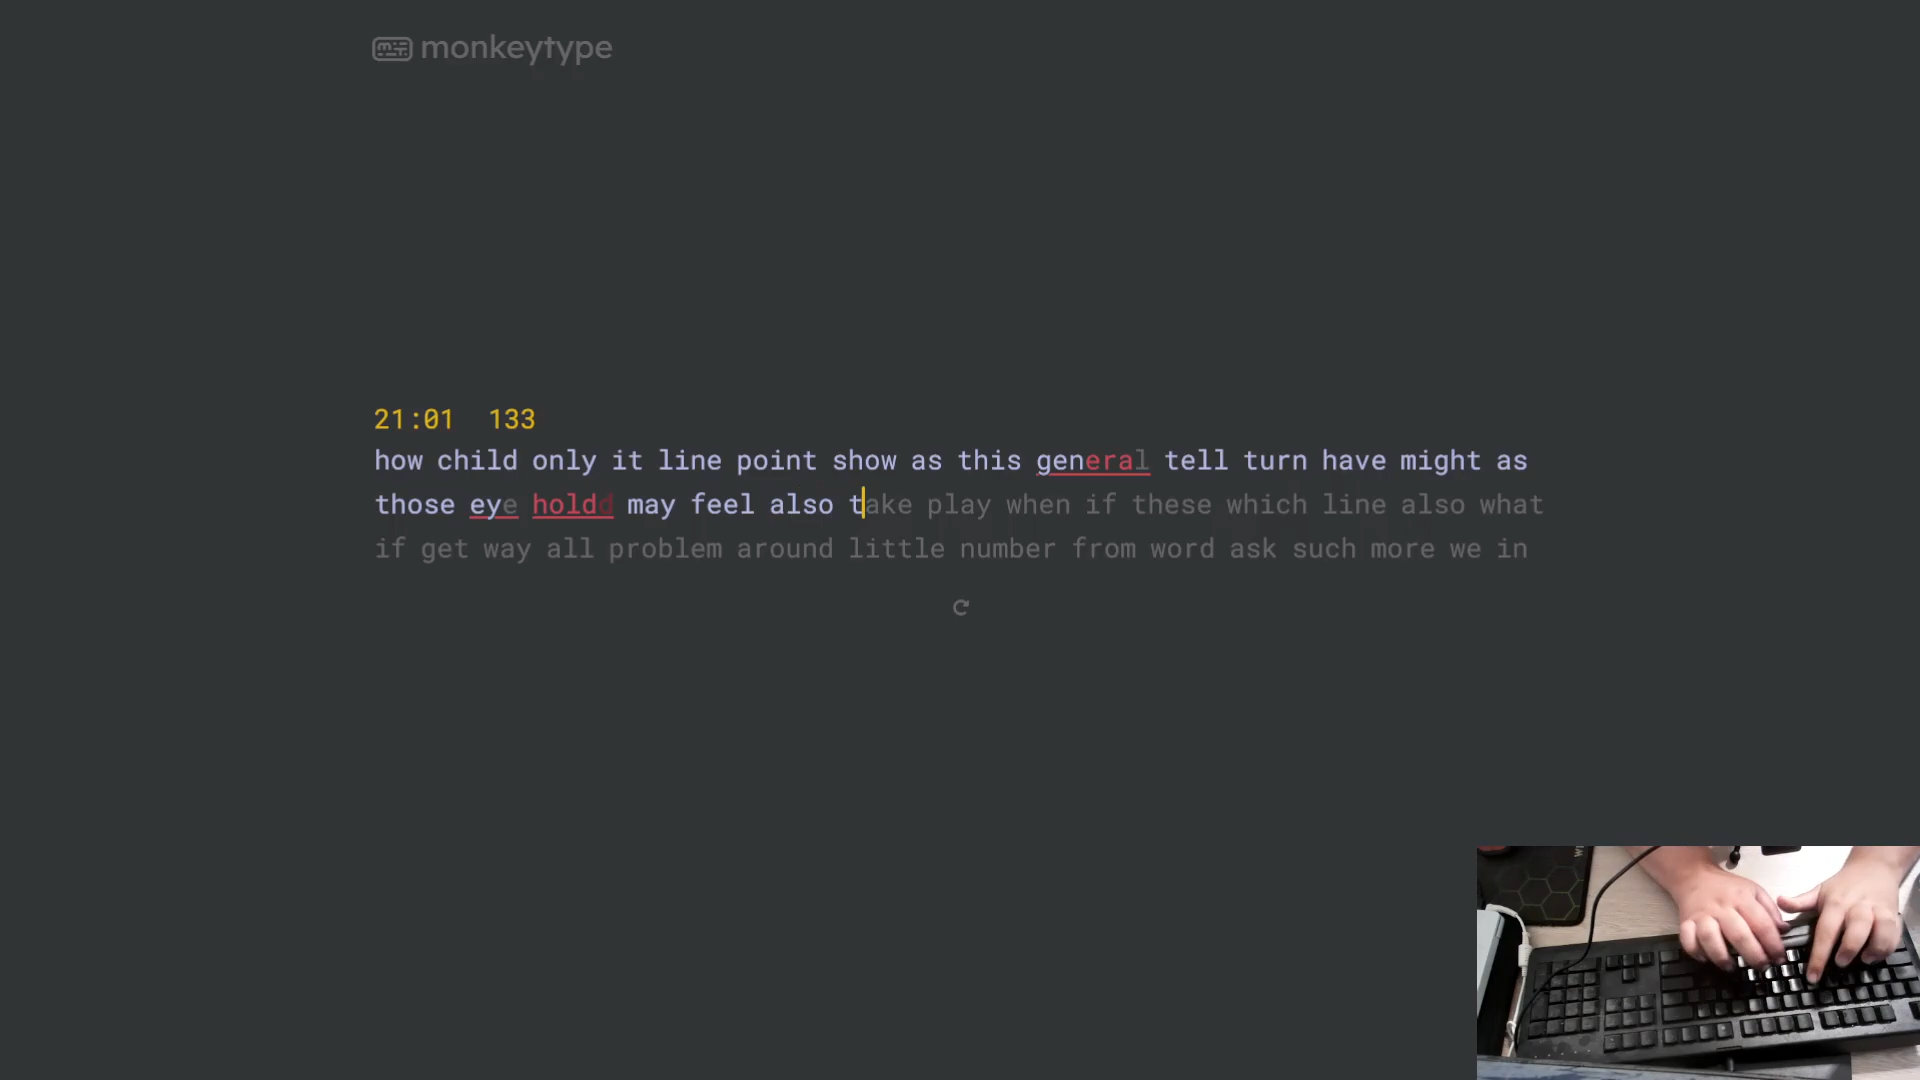 monkeytype
21:01 133
how child only it line point show as this general tell turn have might as
those eye holdd may feel also take play when if these which line also what
if get way all problem around little number from word ask such more we in